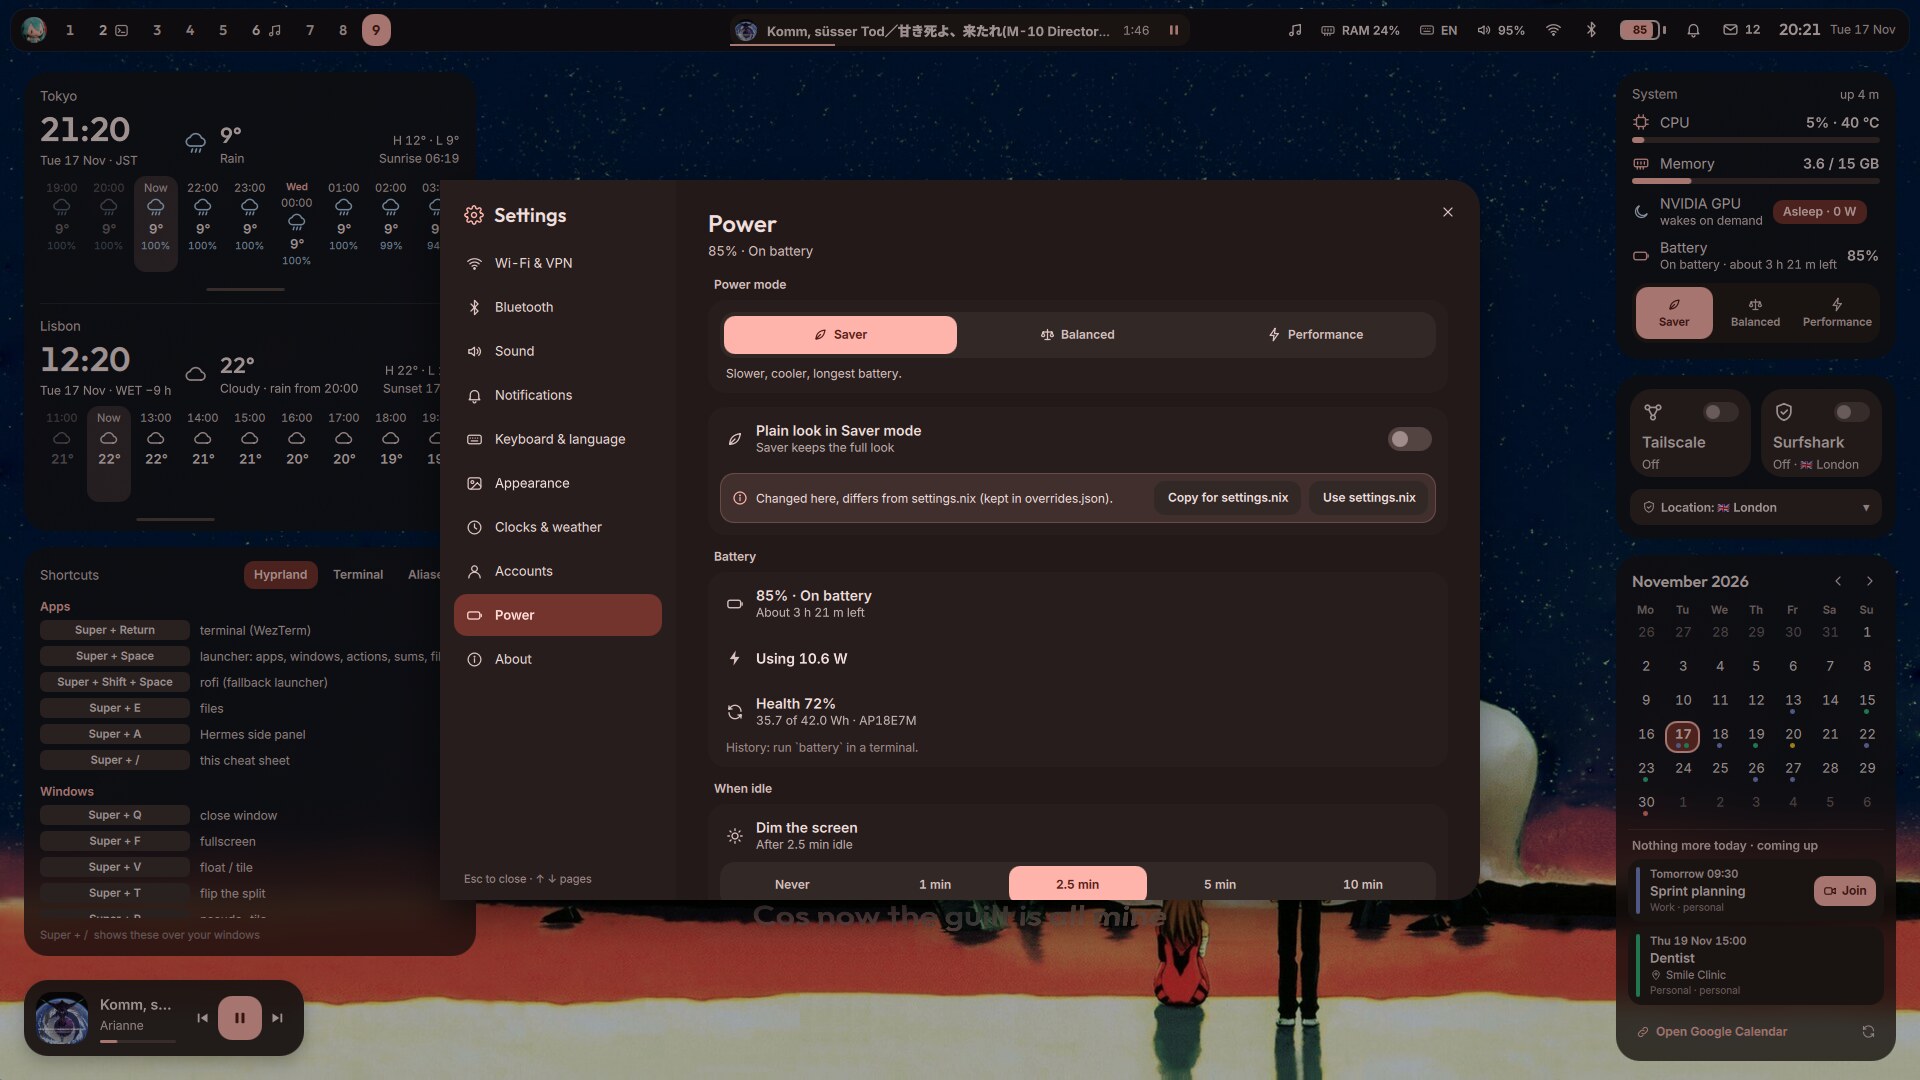 1 2 3 4 5 6 7 8 9
Komm, süsser Tod／甘き死よ、来たれ(M-10 Director... 1:46
RAM 24% EN 95% 85 12 20:21 Tue 17 Nov
Tokyo
21:20
Tue 17 Nov · JST
9°
Rain
H 12° · L 9°
Sunrise 06:19
19:00 20:00 Now 22:00 23:00 Wed 00:00 01:00 02:00 03:
9° 9° 9° 9° 9° 9° 9° 9° 9
100% 100% 100% 100% 100% 100% 100% 99% 94
Lisbon
12:20
Tue 17 Nov · WET −9 h
22°
Cloudy · rain from 20:00
H 22° · L
Sunset 17
11:00 Now 13:00 14:00 15:00 16:00 17:00 18:00 19:
21° 22° 22° 21° 21° 20° 20° 19° 19
Shortcuts
Hyprland Terminal Aliase
Apps
Super + Return terminal (WezTerm)
Super + Space launcher: apps, windows, actions, sums, fil
Super + Shift + Space rofi (fallback launcher)
Super + E files
Super + A Hermes side panel
Super + / this cheat sheet
Windows
Super + Q close window
Super + F fullscreen
Super + V float / tile
Super + T flip the split
Super + / shows these over your windows
Komm, s...
Arianne
Settings
Wi-Fi & VPN
Bluetooth
Sound
Notifications
Keyboard & language
Appearance
Clocks & weather
Accounts
Power
About
Esc to close · ↑ ↓ pages
Power
85% · On battery
Power mode
Saver Balanced Performance
Slower, cooler, longest battery.
Plain look in Saver mode
Saver keeps the full look
Changed here, differs from settings.nix (kept in overrides.json). Copy for settings.nix Use settings.nix
Battery
85% · On battery
About 3 h 21 m left
Using 10.6 W
Health 72%
35.7 of 42.0 Wh · AP18E7M
History: run `battery` in a terminal.
When idle
Dim the screen
After 2.5 min idle
Never 1 min 2.5 min 5 min 10 min
Cos now the guilt is all mine
System up 4 m
CPU 5% · 40 °C
Memory 3.6 / 15 GB
NVIDIA GPU
wakes on demand
Asleep · 0 W
Battery
On battery · about 3 h 21 m left
85%
Saver Balanced Performance
Tailscale
Off
Surfshark
Off · 🇬🇧 London
Location: 🇬🇧 London ▾
November 2026
Mo Tu We Th Fr Sa Su
26 27 28 29 30 31 1
2 3 4 5 6 7 8
9 10 11 12 13 14 15
16 17 18 19 20 21 22
23 24 25 26 27 28 29
30 1 2 3 4 5 6
Nothing more today · coming up
Tomorrow 09:30
Sprint planning
Work · personal
Join
Thu 19 Nov 15:00
Dentist
Smile Clinic
Personal · personal
Open Google Calendar